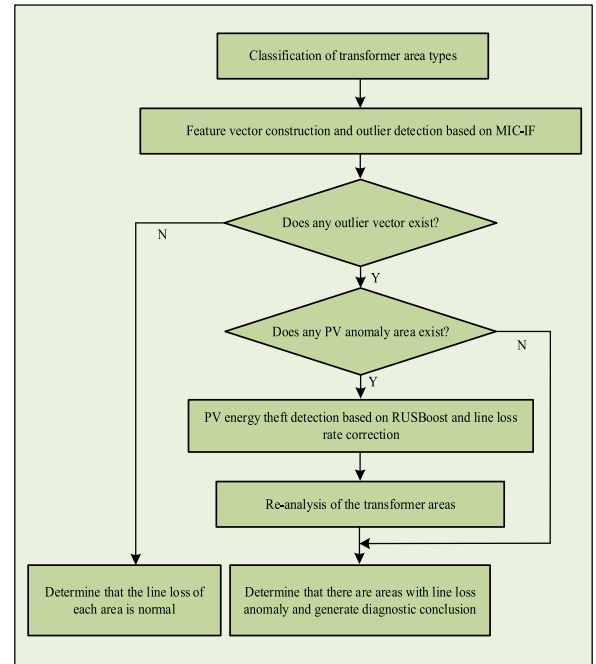 Classification of transformer area types
Feature vector construction and outlier detection based on MIC-IF
Does any outlier vector exist?
N
Y
Does any PV anomaly area exist?
N
Y
PV energy theft detection based on RUSBoost and line loss
rate correction
Re-analysis of the transformer areas
Determine that the line loss of
each area is normal
Determine that there are areas with line loss
anomaly and generate diagnostic conclusion